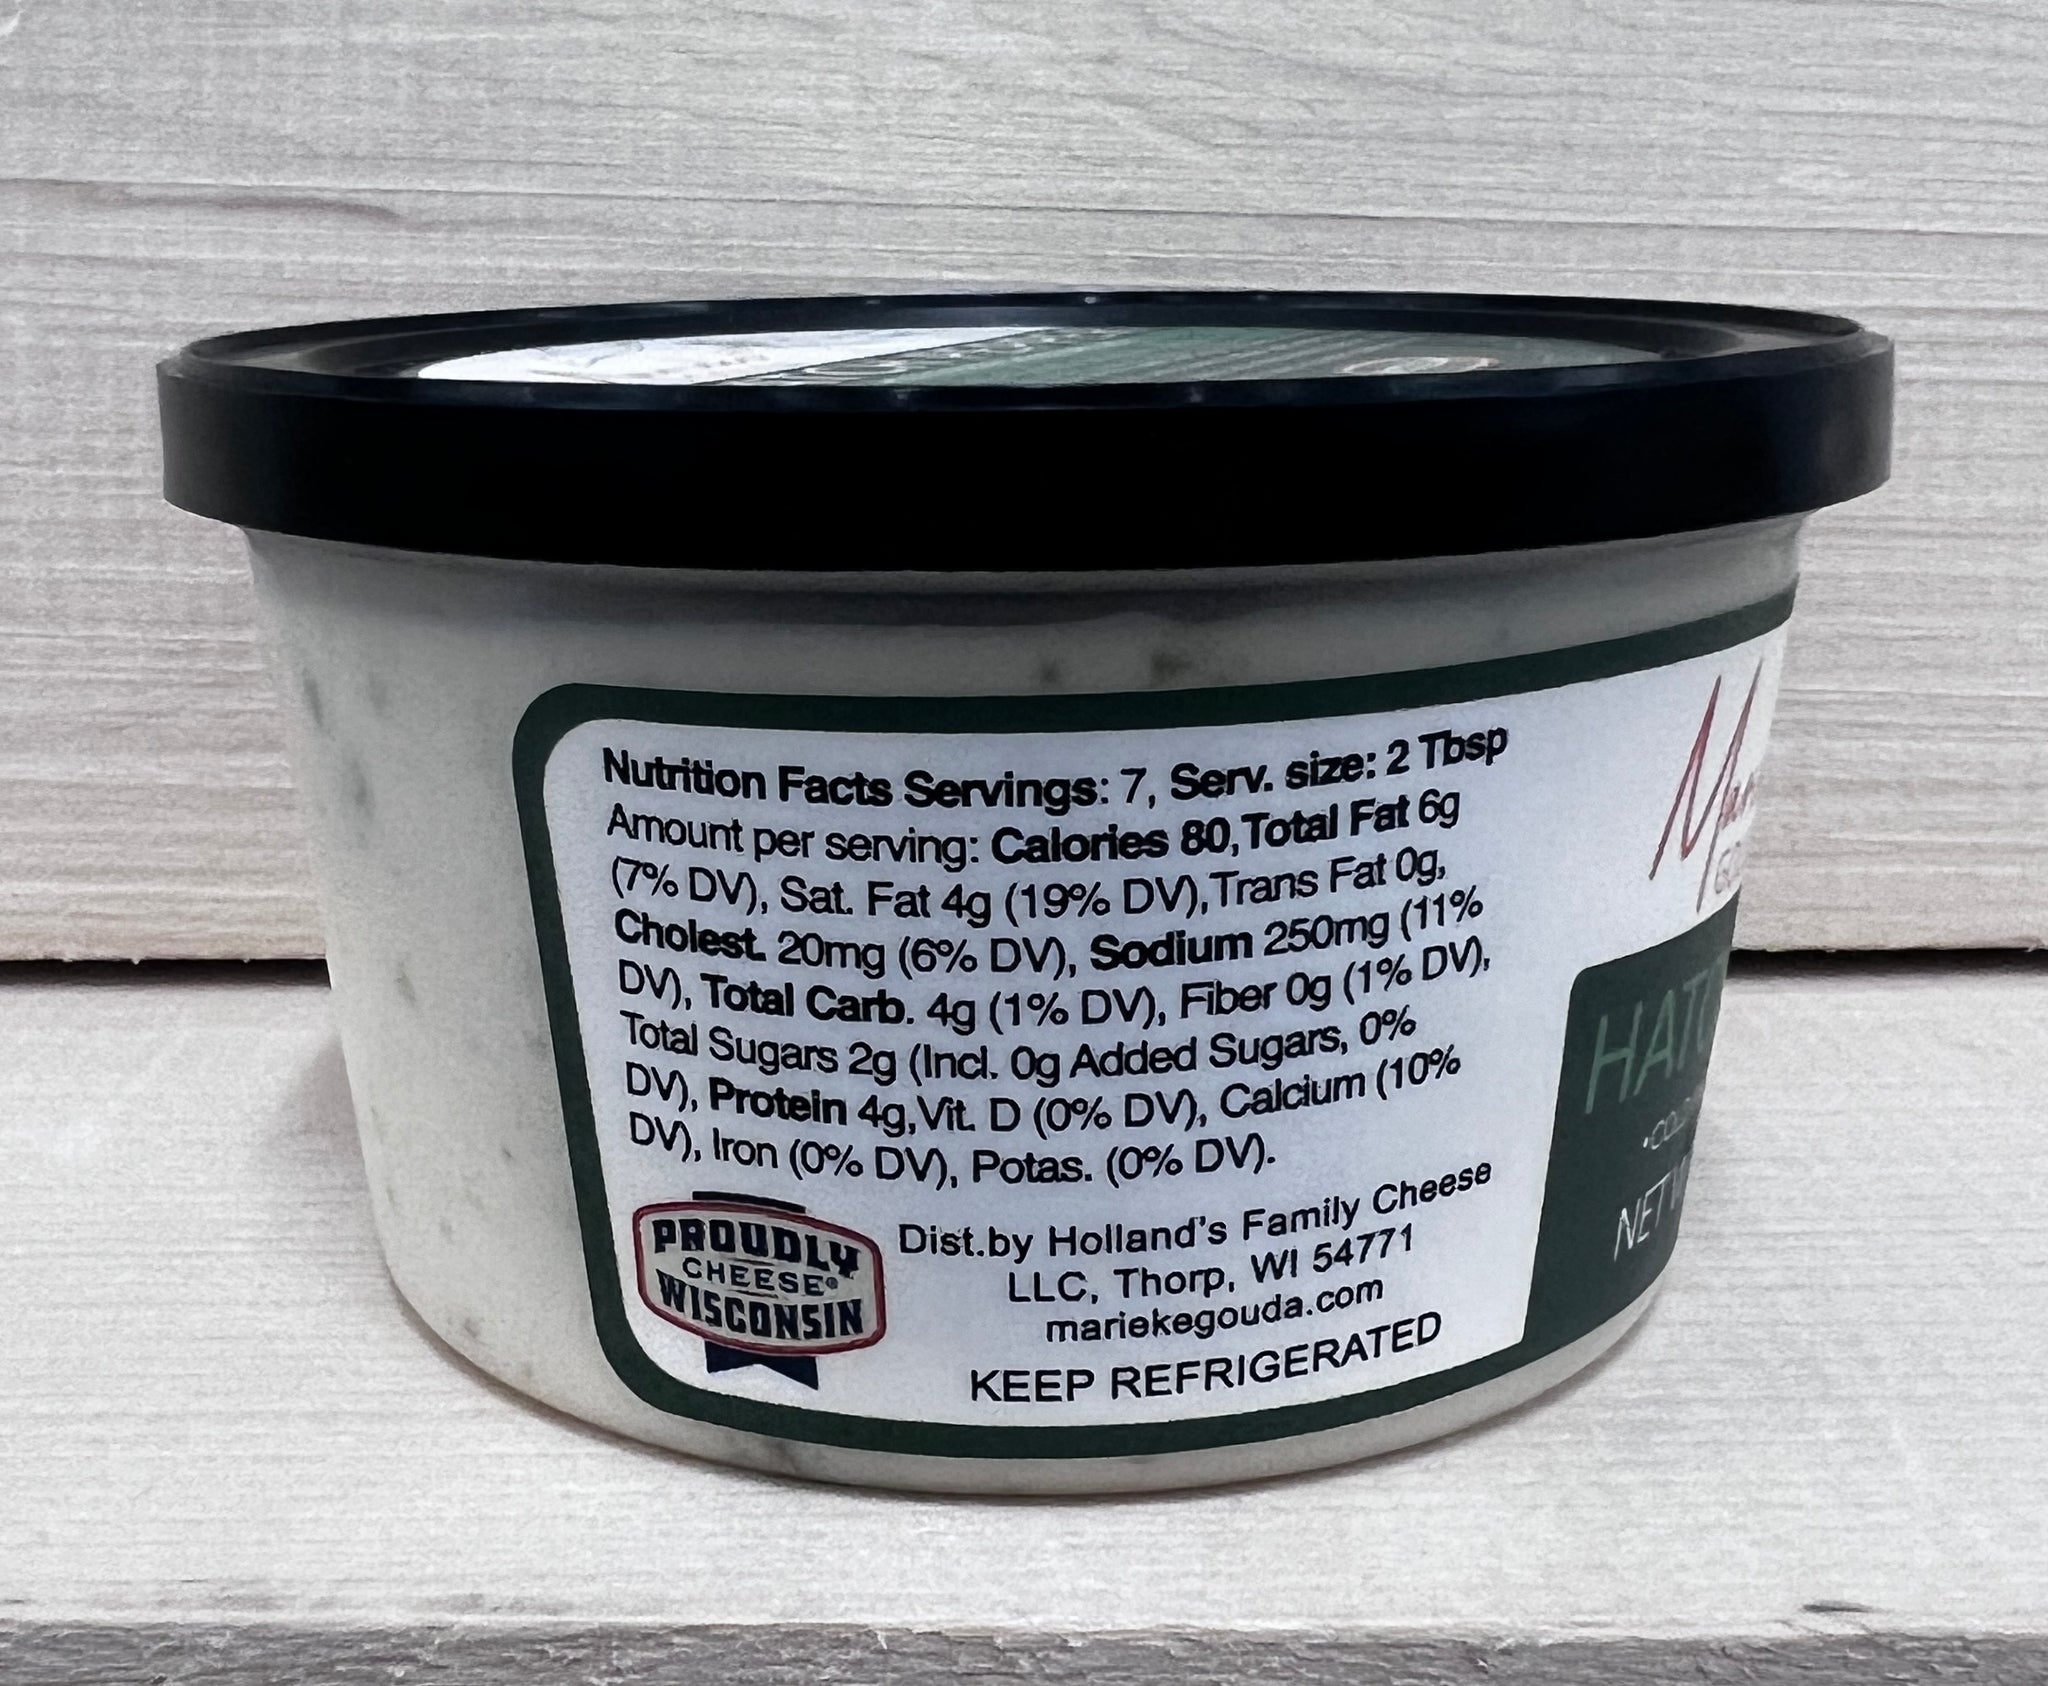 Nutrition Facts Servings: 7, Serv. size: 2 Tbsp
Amount per serving: Calories 80, Total Fat 6g
(7% DV), Sat. Fat 4g (19% DV), Trans Fat 0g,
Cholest. 20mg (6% DV), Sodium 250mg (11%
DV), Total Carb. 4g (1% DV), Fiber 0g (1% DV),
Total Sugars 2g (Incl. 0g Added Sugars, 0%
DV), Protein 4g, Vit. D (0% DV), Calcium (10%
DV), Iron (0% DV), Potas. (0% DV).
PROUDLY
CHEESE®
WISCONSIN
Dist.by Holland's Family Cheese
LLC, Thorp, WI 54771
mariekegouda.com
KEEP REFRIGERATED
NET